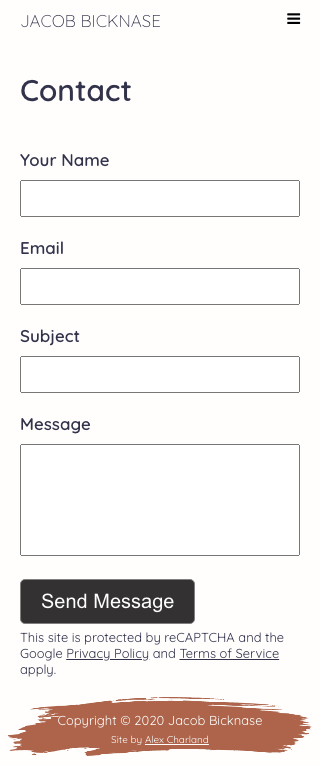 JACOB BICKNASE
Contact
Your Name
Email
Subject
Message
Send Message
This site is protected by reCAPTCHA and the
Google Privacy Policy and Terms of Service
apply.
Copyright © 2020 Jacob Bicknase
Site by Alex Charland